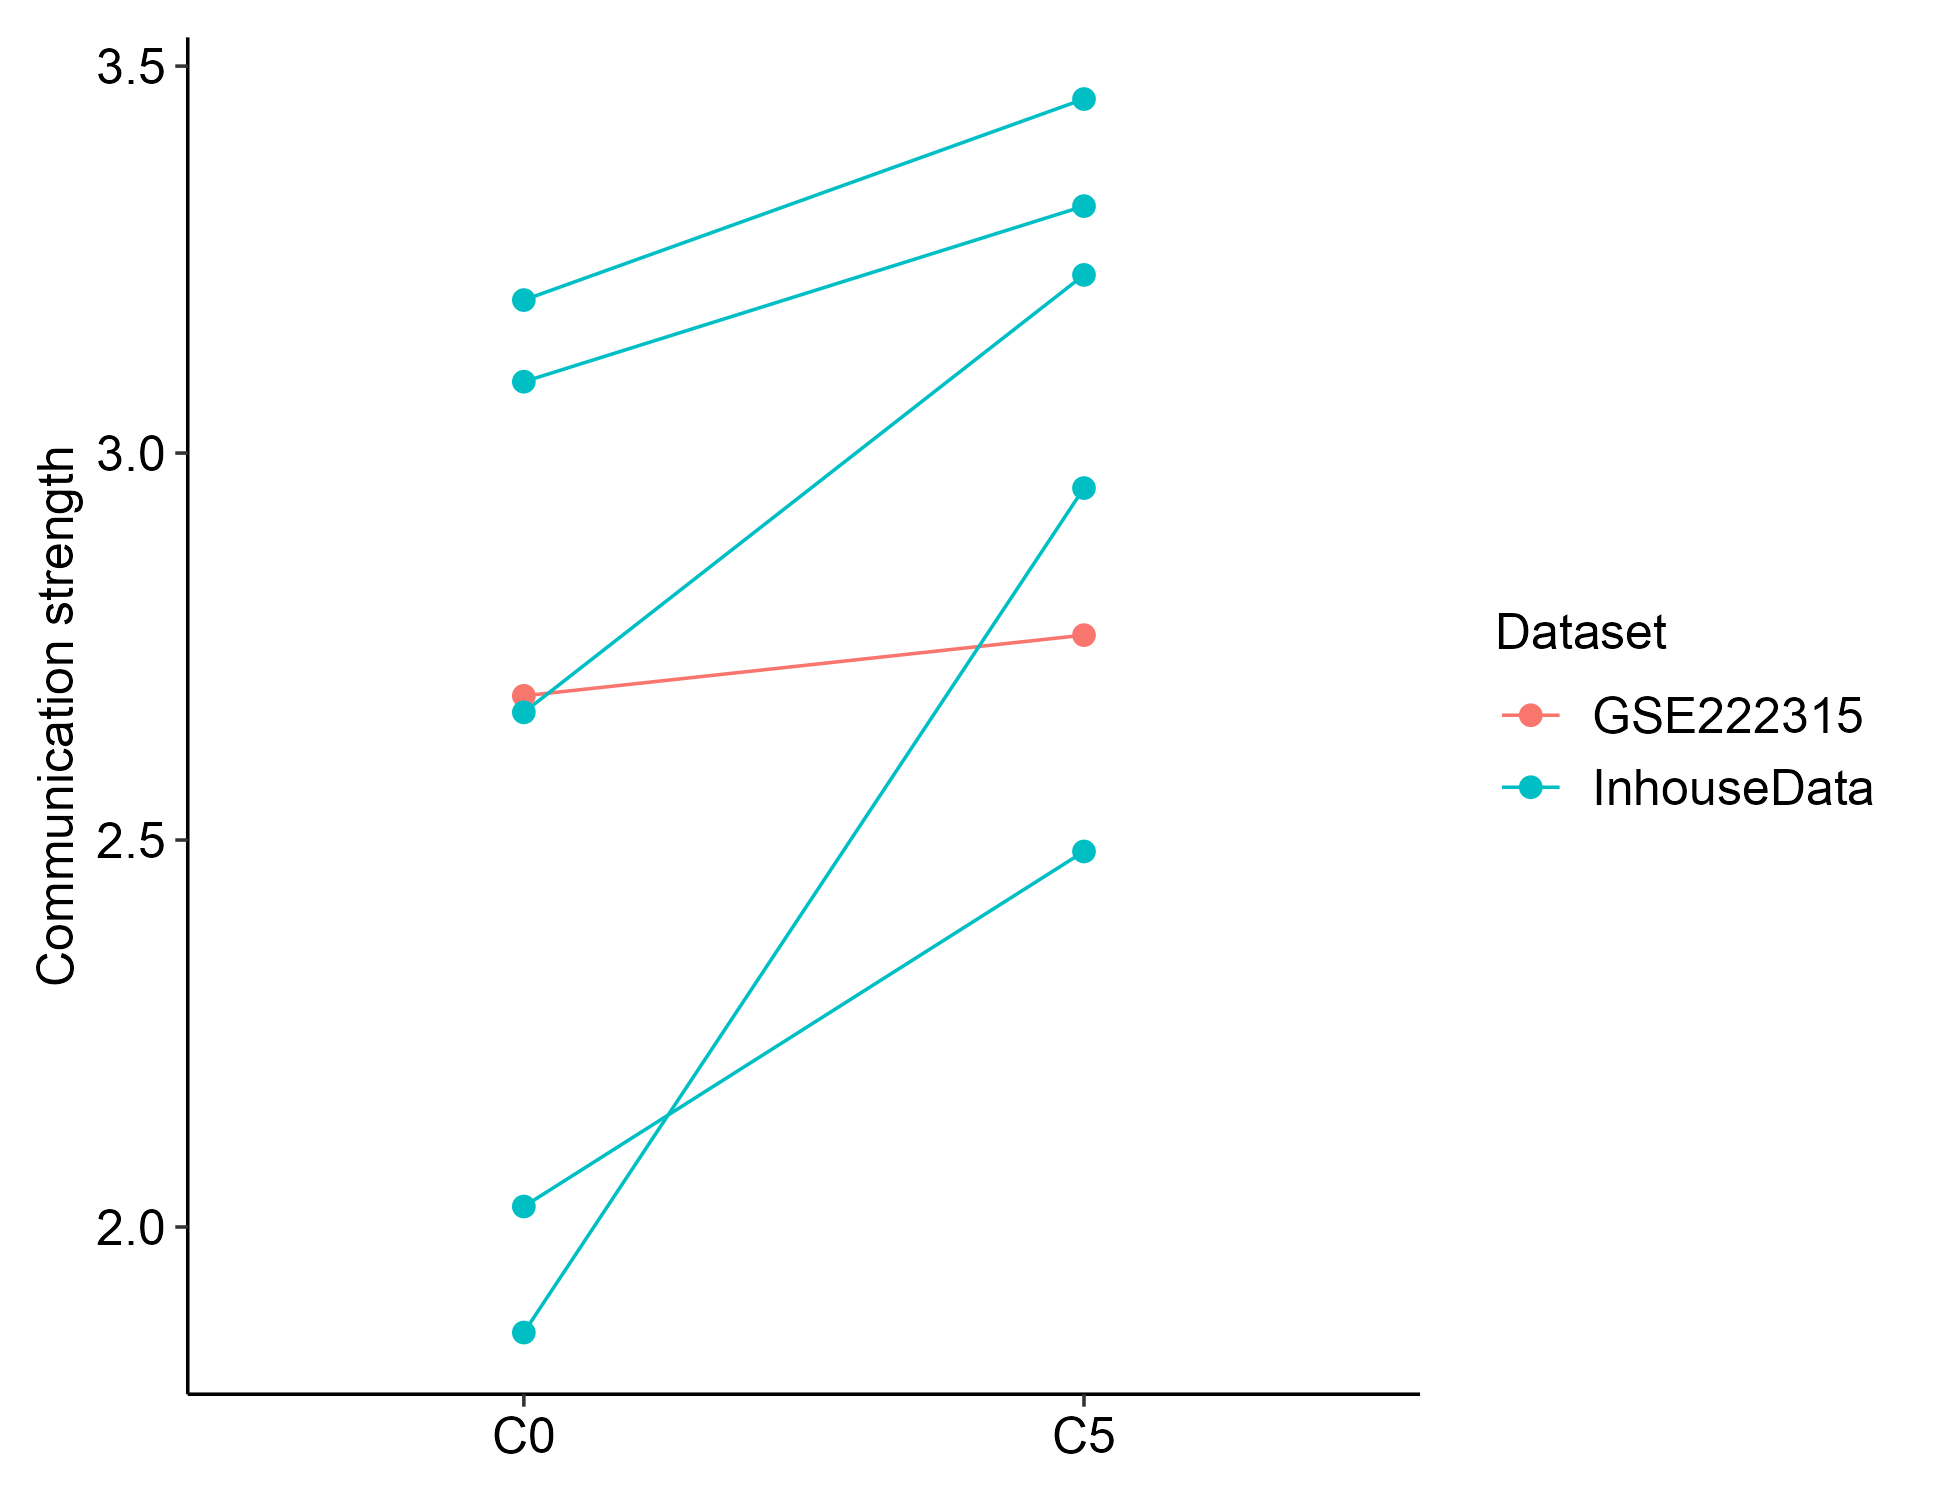 3.5
3.0
2.5
2.0
Communication strength
C0
C5
Dataset
GSE222315
InhouseData